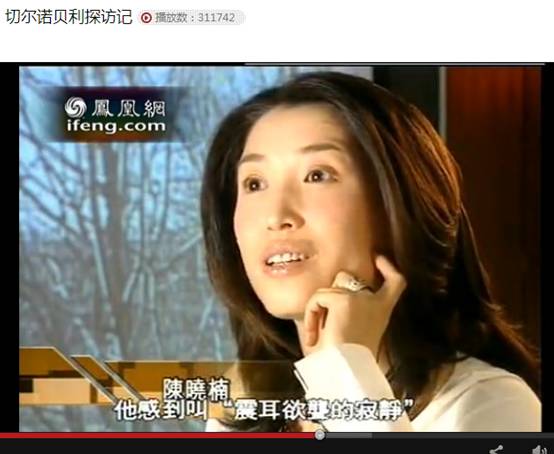 切尔诺贝利探访记
播放数：311742
鳳凰網
ifeng.com
陳曉楠
他感到叫“震耳欲聾的寂靜”